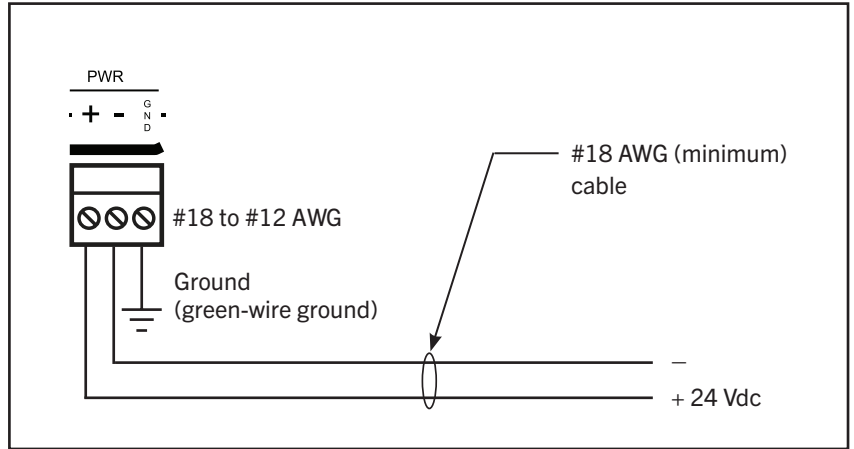 PWR
+ - GND
#18 to #12 AWG
#18 AWG (minimum)
cable
Ground
(green-wire ground)
–
+ 24 Vdc